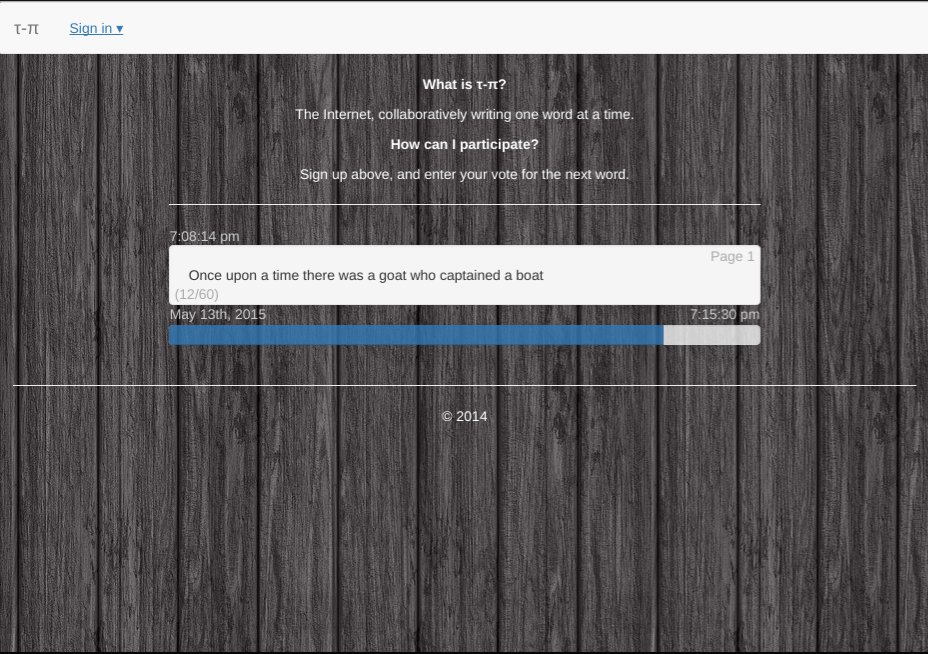 τ-π Sign in ▾
What is τ-π?
The Internet, collaboratively writing one word at a time.
How can I participate?
Sign up above, and enter your vote for the next word.
7:08:14 pm
Page 1
Once upon a time there was a goat who captained a boat
(12/60)
May 13th, 2015 7:15:30 pm
© 2014